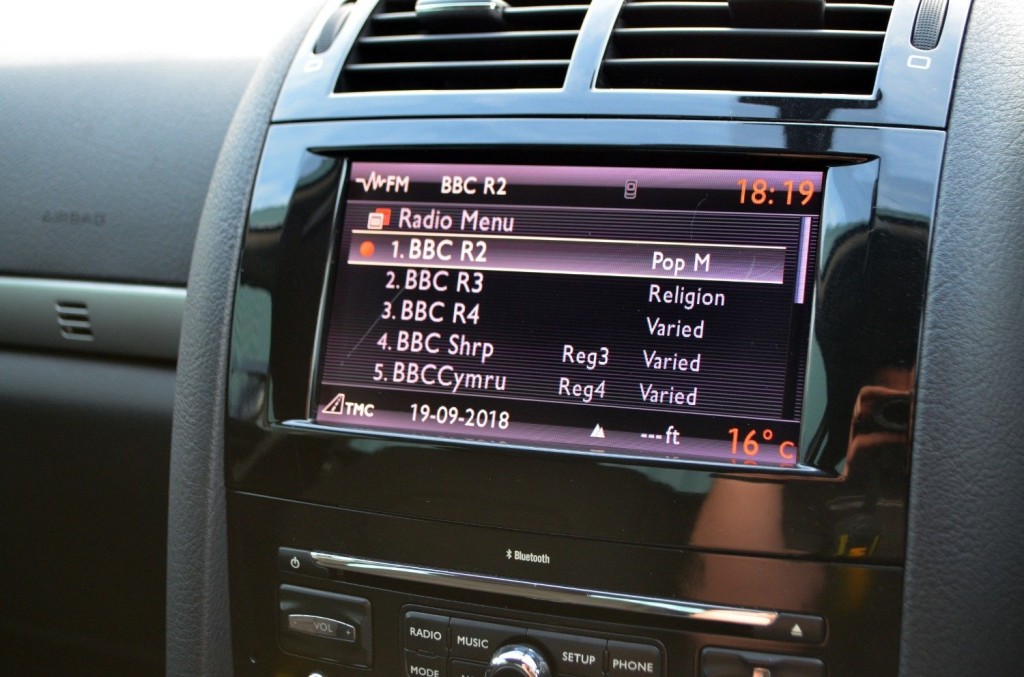 FM BBC R2 18:19
Radio Menu
1. BBC R2 Pop M
2. BBC R3 Religion
3. BBC R4 Varied
4. BBC Shrp Reg3 Varied
5. BBCCymru Reg4 Varied
TMC 19-09-2018 ---ft 16° c
AIRBAG
Bluetooth
VOL +
RADIO MUSIC SETUP PHONE
MODE